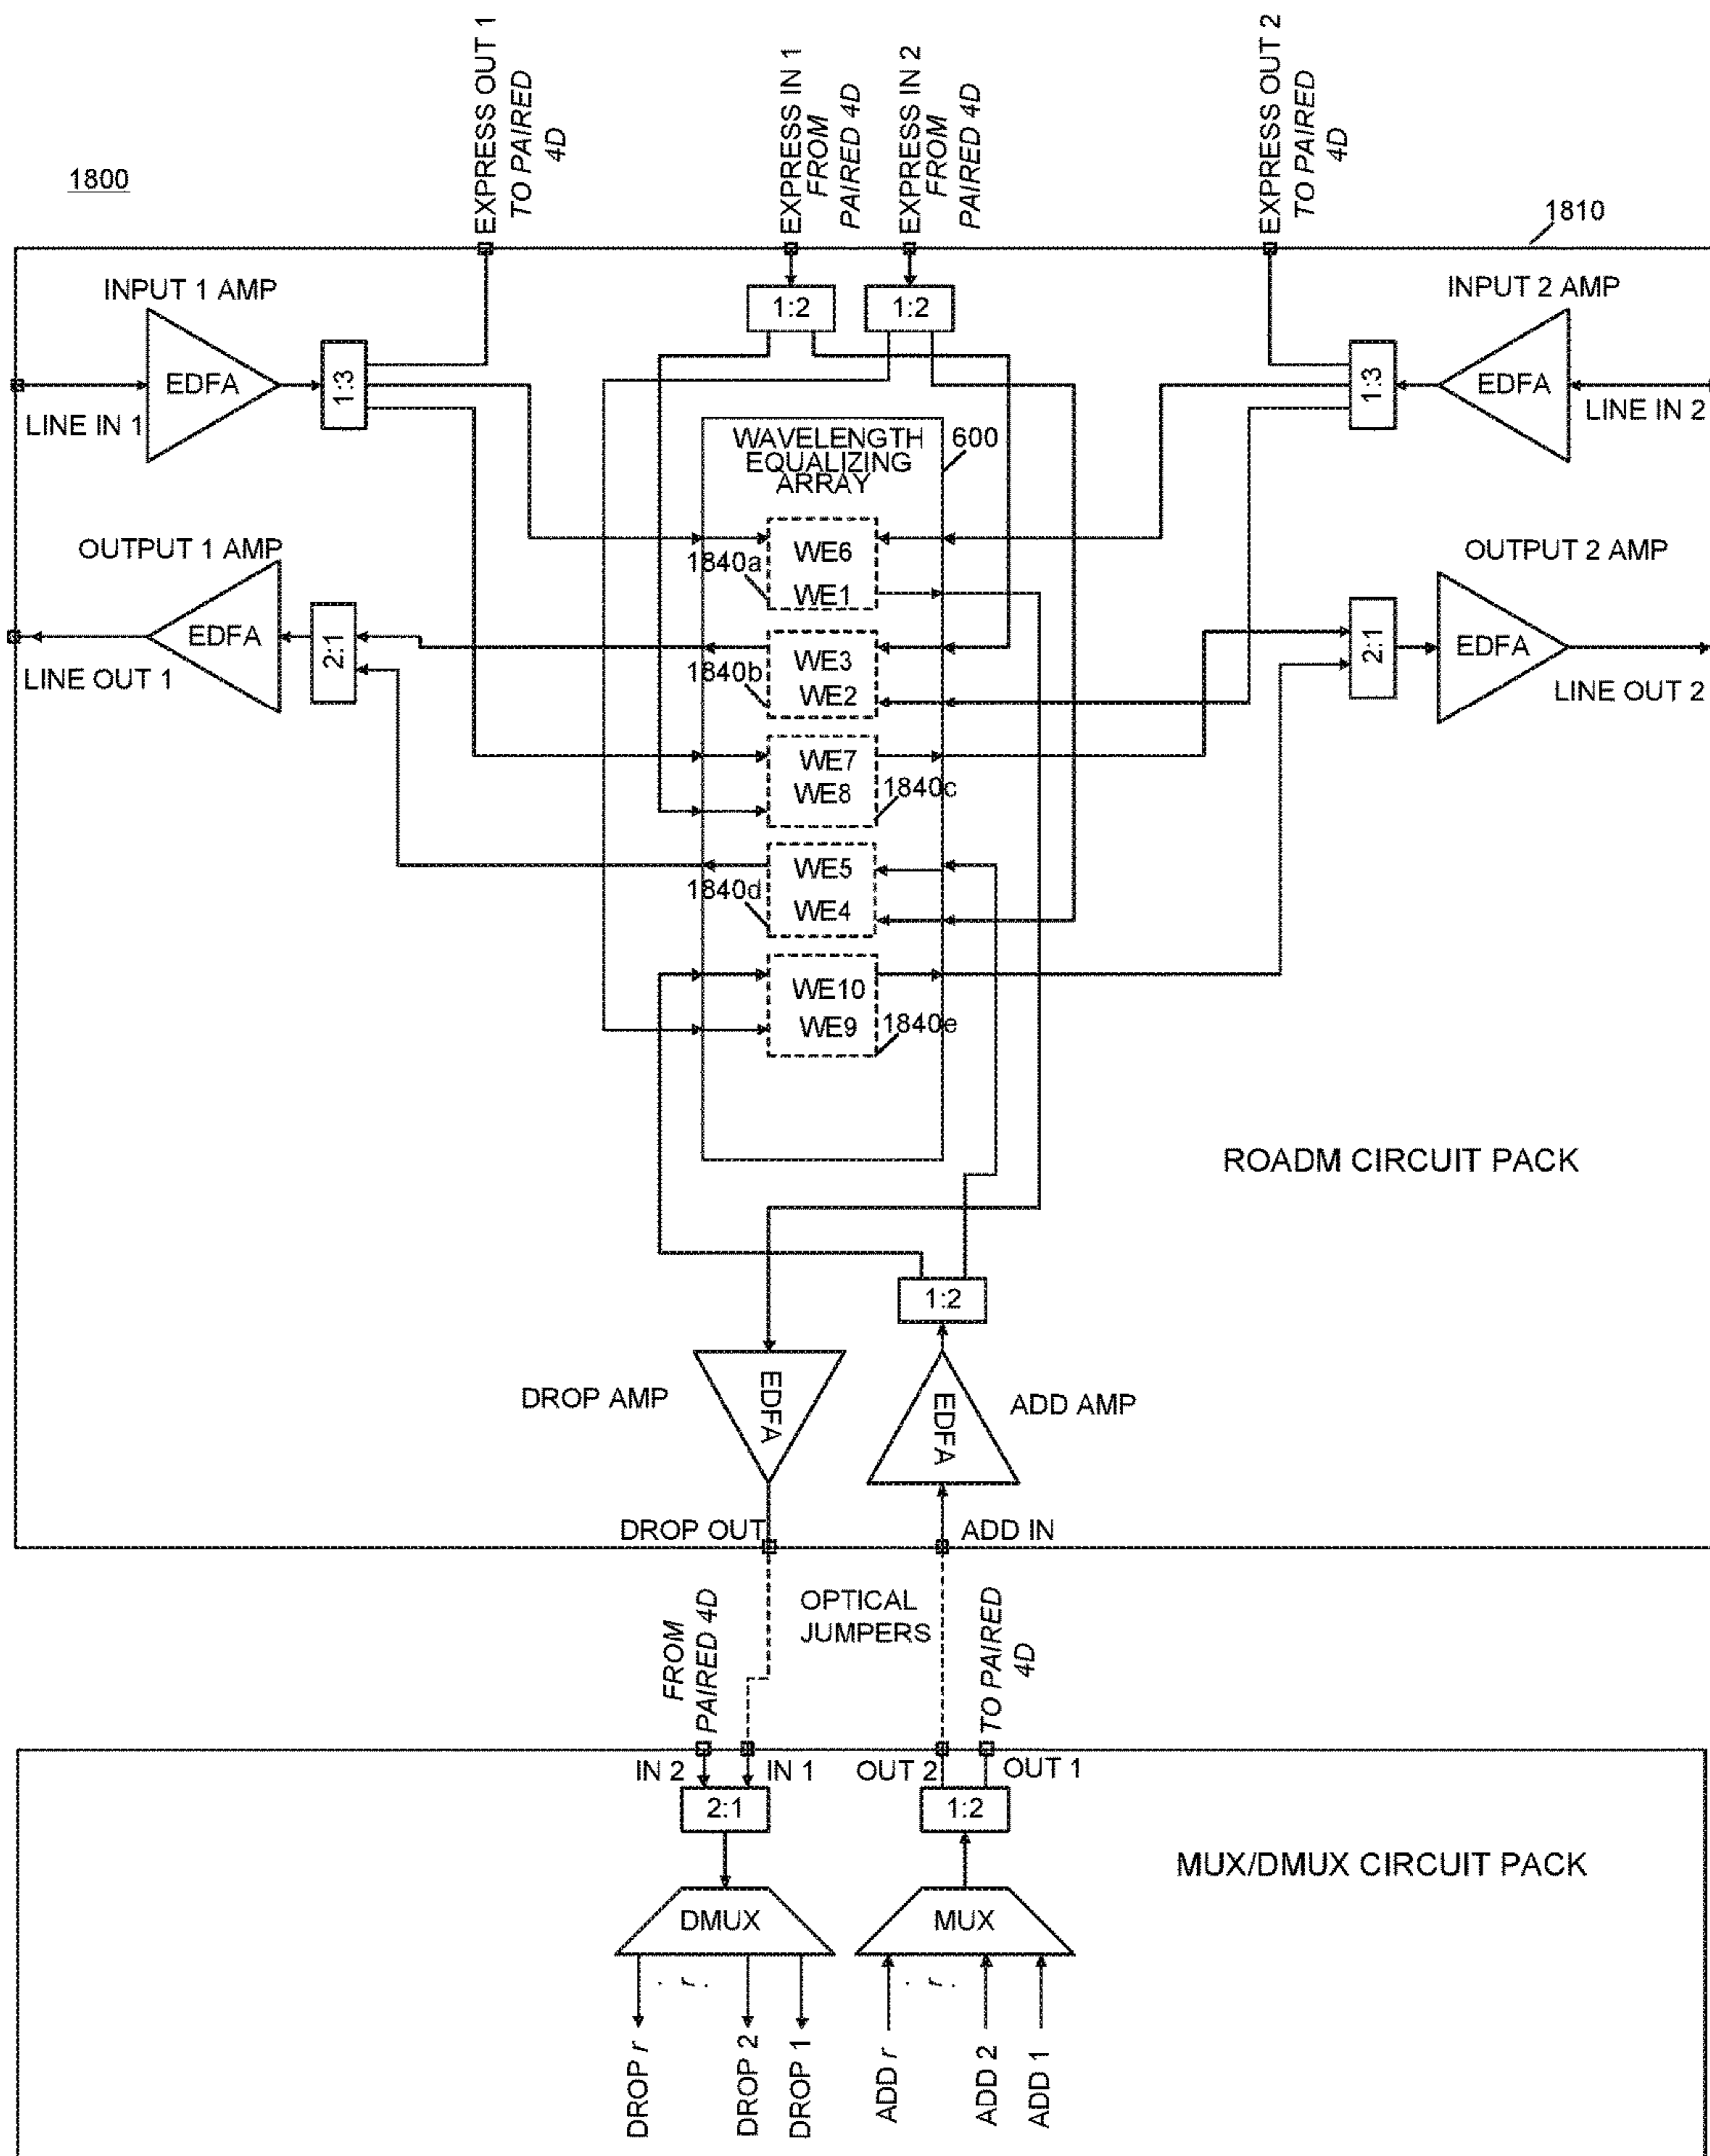 1800
EXPRESS OUT 1
TO PAIRED
4D
EXPRESS IN 1
FROM
PAIRED 4D
EXPRESS IN 2
FROM
PAIRED 4D
EXPRESS OUT 2
TO PAIRED
4D
1810
INPUT 1 AMP
EDFA
1:3
LINE IN 1
1:2
1:2
INPUT 2 AMP
1:3
EDFA
LINE IN 2
WAVELENGTH
EQUALIZING
ARRAY
600
OUTPUT 1 AMP
EDFA
2:1
LINE OUT 1
OUTPUT 2 AMP
2:1
EDFA
LINE OUT 2
WE6
WE1
1840a
WE3
WE2
1840b
WE7
WE8
1840c
WE5
WE4
1840d
WE10
WE9
1840e
ROADM CIRCUIT PACK
1:2
DROP AMP
EDFA
EDFA
ADD AMP
DROP OUT
ADD IN
FROM
PAIRED 4D
OPTICAL
JUMPERS
TO PAIRED
4D
IN 2
IN 1
OUT 2
OUT 1
2:1
1:2
MUX/DMUX CIRCUIT PACK
DMUX
MUX
. r .
. r .
DROP r
DROP 2
DROP 1
ADD r
ADD 2
ADD 1